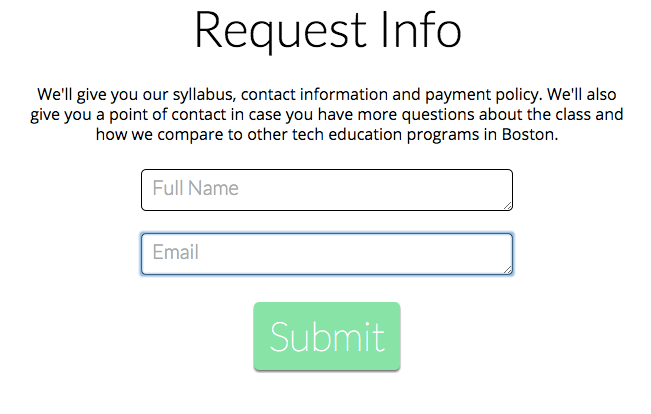 Request Info
We'll give you our syllabus, contact information and payment policy. We'll also
give you a point of contact in case you have more questions about the class and
how we compare to other tech education programs in Boston.
Full Name
Email
Submit